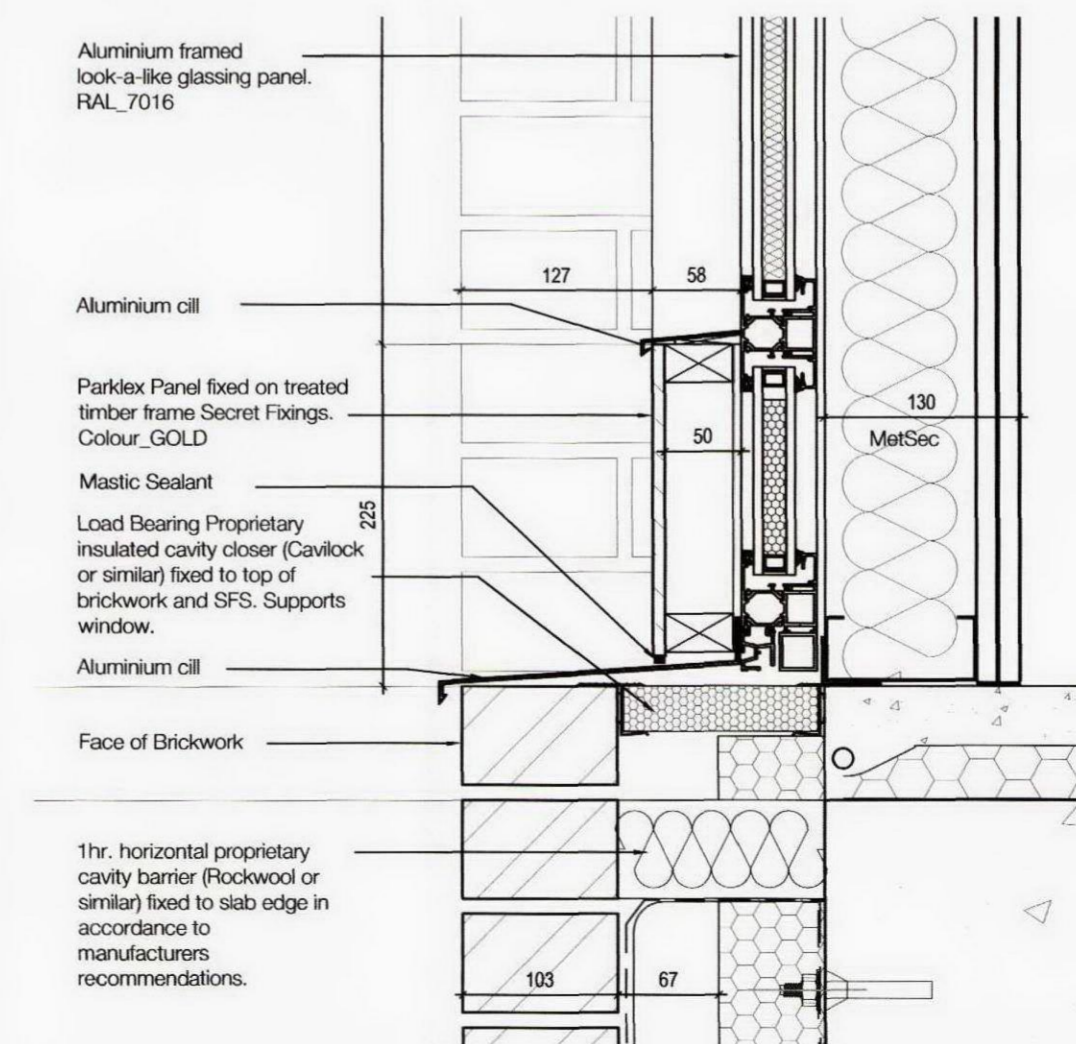 Aluminium framed
look-a-like glassing panel.
RAL_7016
127
58
Aluminium cill
Parklex Panel fixed on treated
timber frame Secret Fixings.
Colour_GOLD
130
MetSec
50
Mastic Sealant
225
Load Bearing Proprietary
insulated cavity closer (Cavilock
or similar) fixed to top of
brickwork and SFS. Supports
window.
Aluminium cill
Face of Brickwork
1hr. horizontal proprietary
cavity barrier (Rockwool or
similar) fixed to slab edge in
accordance to
manufacturers
recommendations.
103
67